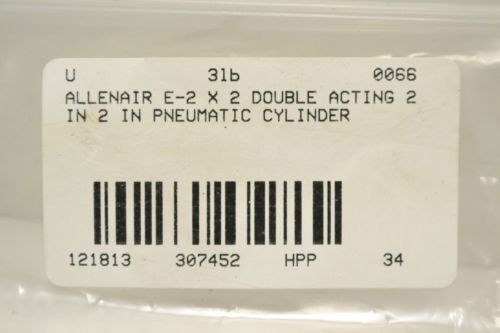 U 31b 0066
ALLENAIR E-2 X 2 DOUBLE ACTING 2
IN 2 IN PNEUMATIC CYLINDER
121813 307452 HPP 34